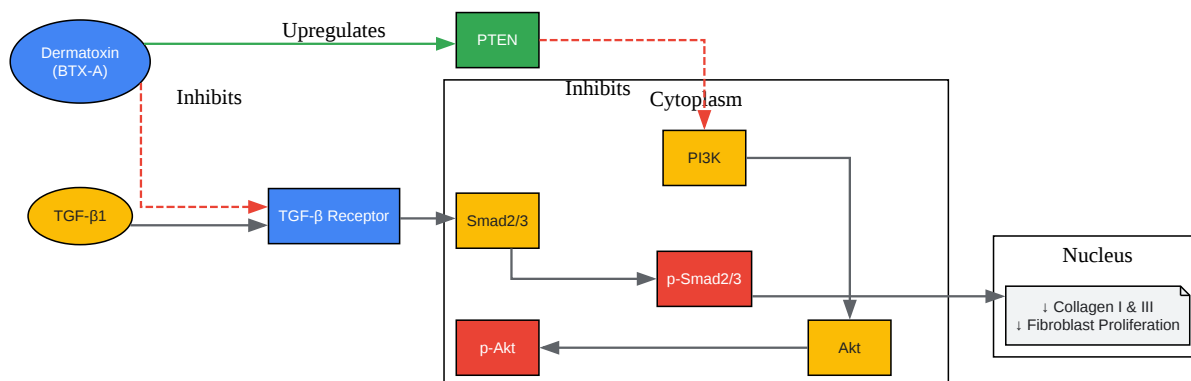 Upregulates
PTEN
Dermatoxin
(BTX-A)
Inhibits
Inhibits
Cytoplasm
PI3K
TGF-β1
TGF-β Receptor
Smad2/3
p-Smad2/3
Nucleus
↓ Collagen I & III
↓ Fibroblast Proliferation
p-Akt
Akt